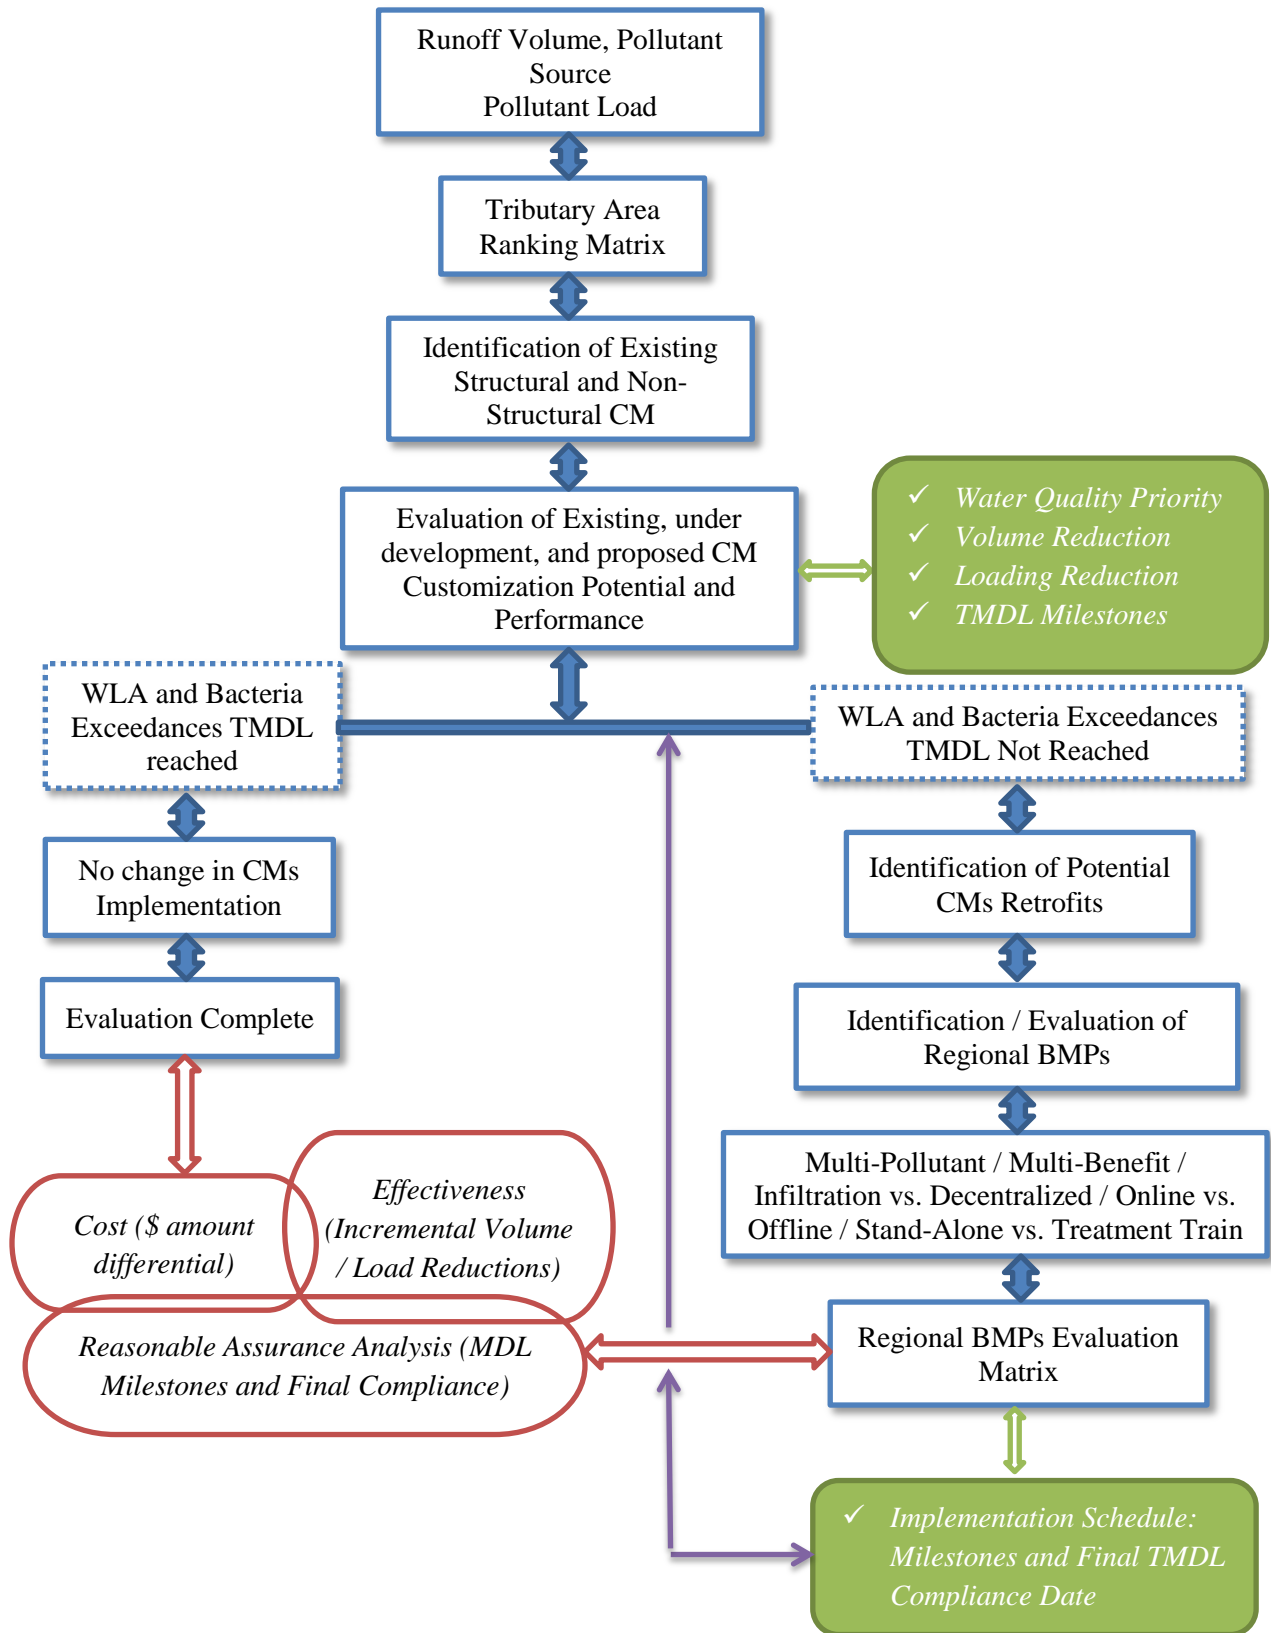 Runoff Volume, Pollutant
Source
Pollutant Load
Tributary Area
Ranking Matrix
Identification of Existing
Structural and Non-
Structural CM
Evaluation of Existing, under
development, and proposed CM
Customization Potential and
Performance
✓ Water Quality Priority
✓ Volume Reduction
✓ Loading Reduction
✓ TMDL Milestones
WLA and Bacteria
Exceedances TMDL
reached
WLA and Bacteria Exceedances
TMDL Not Reached
No change in CMs
Implementation
Identification of Potential
CMs Retrofits
Evaluation Complete
Identification / Evaluation of
Regional BMPs
Multi-Pollutant / Multi-Benefit /
Infiltration vs. Decentralized / Online vs.
Offline / Stand-Alone vs. Treatment Train
Cost ($ amount
differential)
Effectiveness
(Incremental Volume
/ Load Reductions)
Reasonable Assurance Analysis (MDL
Milestones and Final Compliance)
Regional BMPs Evaluation
Matrix
✓ Implementation Schedule:
Milestones and Final TMDL
Compliance Date